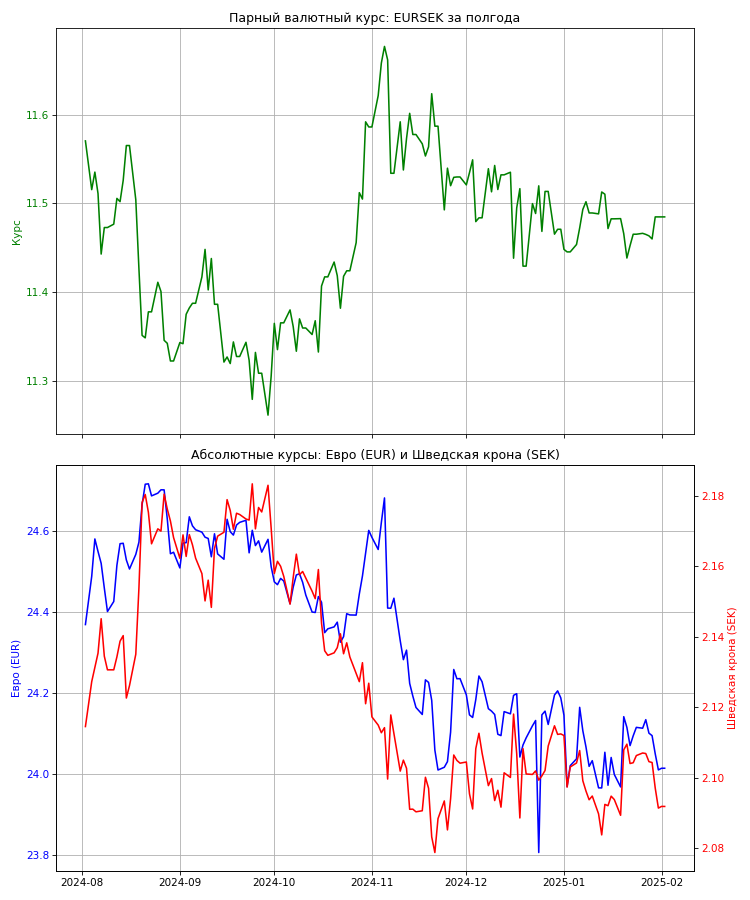 Парный валютный курс: EURSEK за полгода
11.6
11.5
11.4
11.3
Курс
Абсолютные курсы: Евро (EUR) и Шведская крона (SEK)
24.6
24.4
24.2
24.0
23.8
Евро (EUR)
2.18
2.16
2.14
2.12
2.10
2.08
Шведская крона (SEK)
2024-08 2024-09 2024-10 2024-11 2024-12 2025-01 2025-02